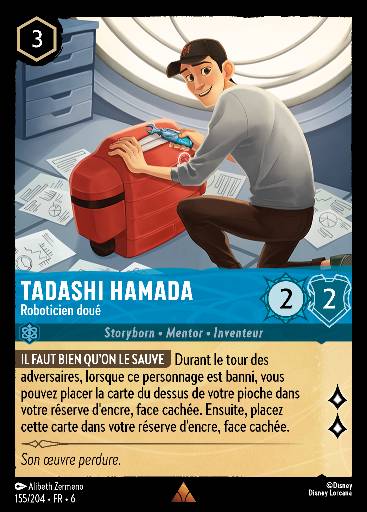 3
TADASHI HAMADA
Roboticien doué
2
2
Storyborn • Mentor • Inventeur
IL FAUT BIEN QU'ON LE SAUVE Durant le tour des
adversaires, lorsque ce personnage est banni, vous
pouvez placer la carte du dessus de votre pioche dans
votre réserve d'encre, face cachée. Ensuite, placez
cette carte dans votre réserve d'encre, face cachée.
Son œuvre perdure.
Alibeth Zermeno
©Disney
155/204 • FR • 6
Disney Lorcana